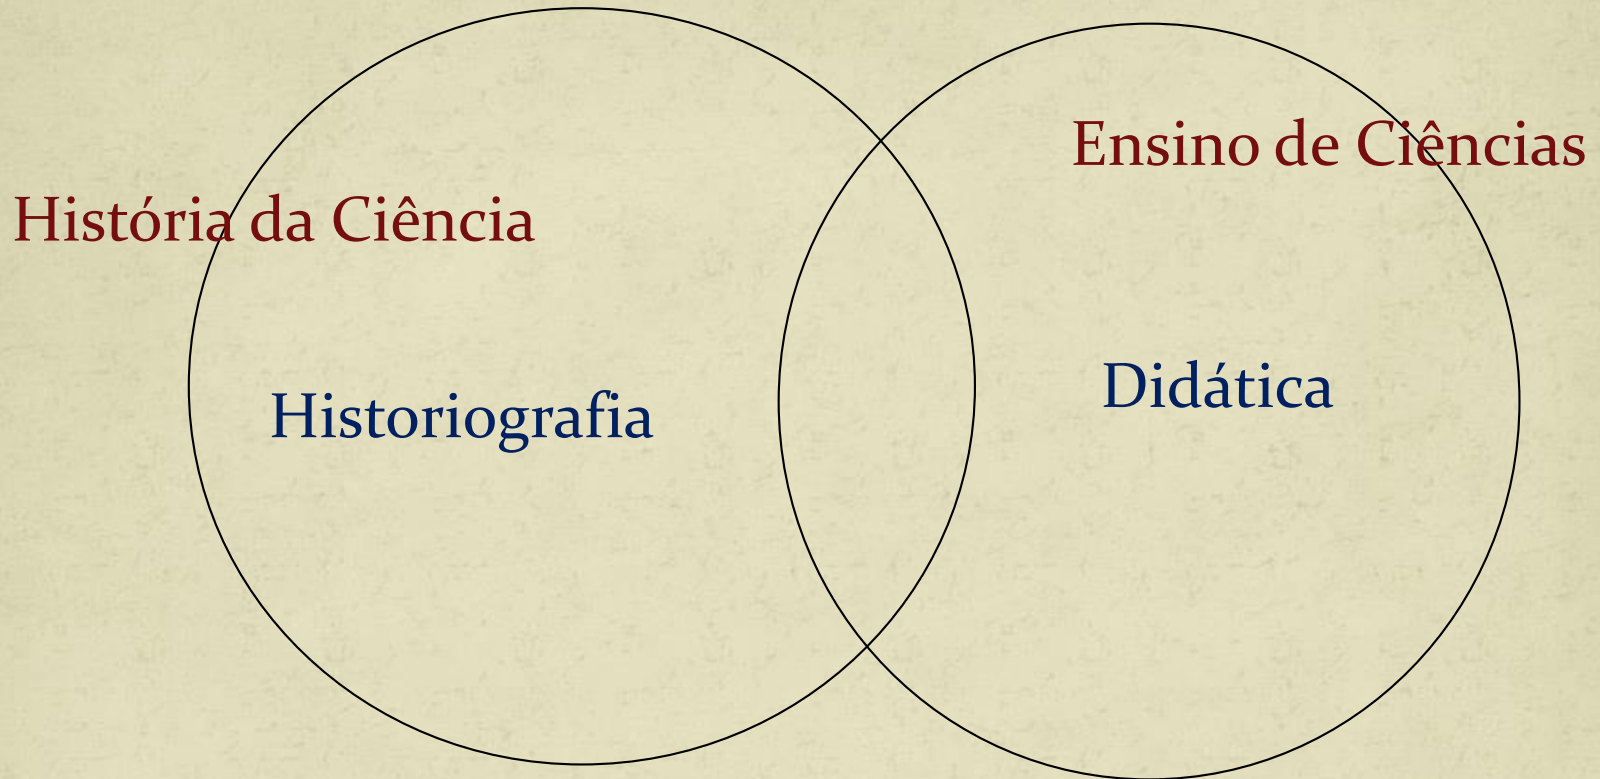 História da Ciência
Historiografia
Ensino de Ciências
Didática